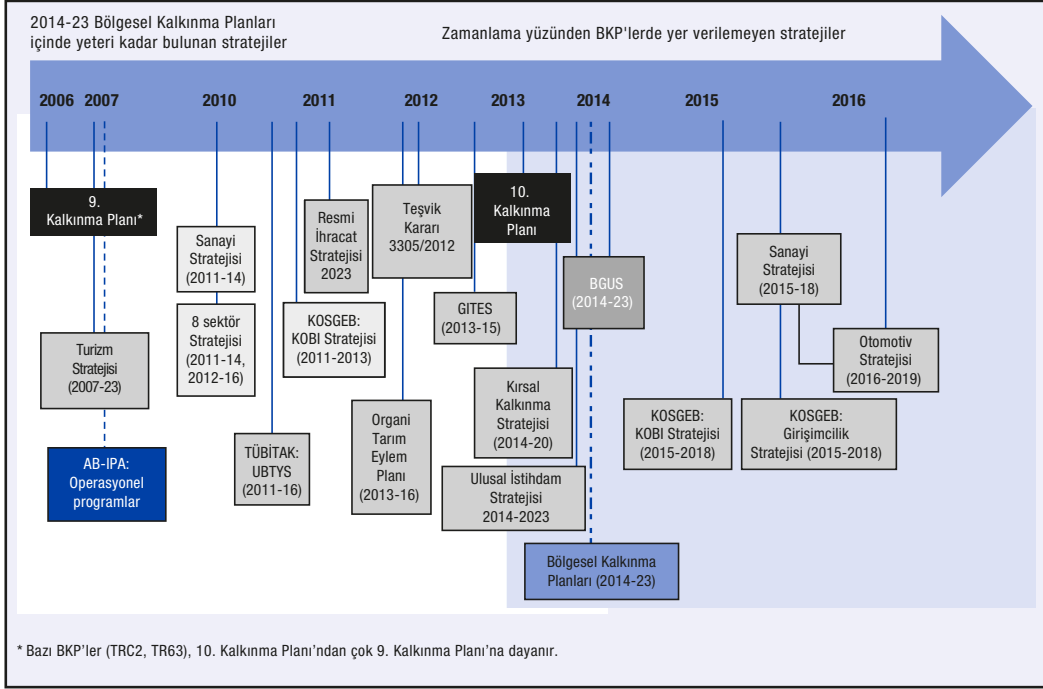 2014-23 Bölgesel Kalkınma Planları
içinde yeteri kadar bulunan stratejiler
Zamanlama yüzünden BKP'lerde yer verilemeyen stratejiler
2006 2007 2010 2011 2012 2013 2014 2015 2016
9.
Kalkınma Planı*
Turizm
Stratejisi
(2007-23)
AB-IPA:
Operasyonel
programlar
Sanayi
Stratejisi
(2011-14)
8 sektör
Stratejisi
(2011-14,
2012-16)
TÜBİTAK:
UBTYS
(2011-16)
Resmi
İhracat
Stratejisi
2023
KOSGEB:
KOBI Stratejisi
(2011-2013)
Teşvik
Kararı
3305/2012
Organi
Tarım
Eylem
Planı
(2013-16)
GITES
(2013-15)
10.
Kalkınma
Planı
Kırsal
Kalkınma
Stratejisi
(2014-20)
Ulusal İstihdam
Stratejisi
2014-2023
BGUS
(2014-23)
Bölgesel Kalkınma
Planları (2014-23)
KOSGEB:
KOBI Stratejisi
(2015-2018)
Sanayi
Stratejisi
(2015-18)
KOSGEB:
Girişimcilik
Stratejisi (2015-2018)
Otomotiv
Stratejisi
(2016-2019)
* Bazı BKP'ler (TRC2, TR63), 10. Kalkınma Planı'ndan çok 9. Kalkınma Planı'na dayanır.